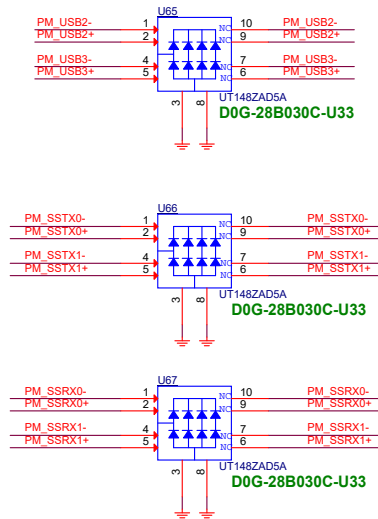 U65
PM_USB2- 1 NC 10 PM_USB2-
PM_USB2+ 2 NC 9 PM_USB2+
PM_USB3- 4 NC 7 PM_USB3-
PM_USB3+ 5 NC 6 PM_USB3+
3 8
UT148ZAD5A
D0G-28B030C-U33
U66
PM_SSTX0- 1 NC 10 PM_SSTX0-
PM_SSTX0+ 2 NC 9 PM_SSTX0+
PM_SSTX1- 4 NC 7 PM_SSTX1-
PM_SSTX1+ 5 NC 6 PM_SSTX1+
3 8
UT148ZAD5A
D0G-28B030C-U33
U67
PM_SSRX0- 1 NC 10 PM_SSRX0-
PM_SSRX0+ 2 NC 9 PM_SSRX0+
PM_SSRX1- 4 NC 7 PM_SSRX1-
PM_SSRX1+ 5 NC 6 PM_SSRX1+
3 8
UT148ZAD5A
D0G-28B030C-U33